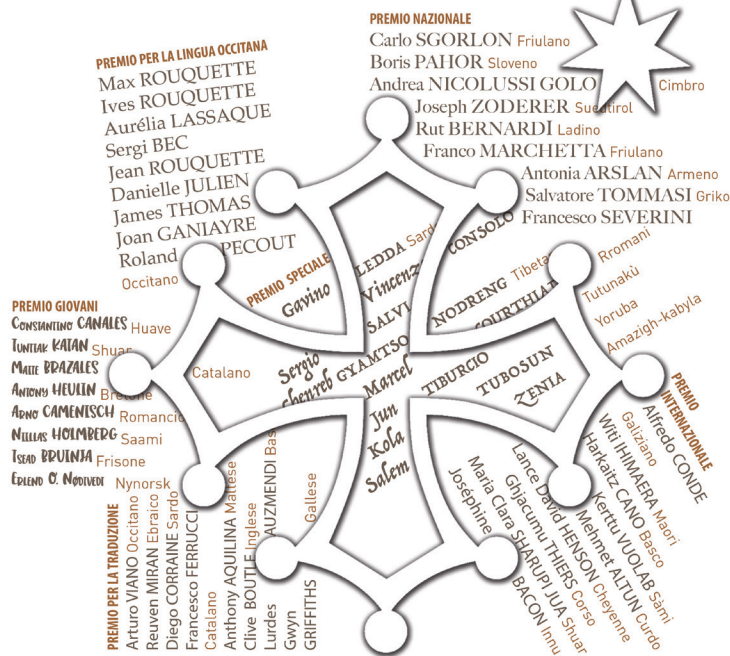 PREMIO PER LA LINGUA OCCITANA
Max ROUQUETTE
Ives ROUQUETTE
Aurélia LASSAQUE
Sergi BEC
Jean ROUQUETTE
Danielle JULIEN
James THOMAS
Joan GANIAYRE
Roland PECOUT
Occitano
PREMIO NAZIONALE
Carlo SGORLON Friulano
Boris PAHOR Sloveno
Andrea NICOLUSSI GOLO Cimbro
Joseph ZODERER Suedtirol
Rut BERNARDI Ladino
Franco MARCHETTA Friulano
Antonia ARSLAN Armeno
Salvatore TOMMASI Griko
Francesco SEVERINI
PREMIO SPECIALE
Gavino LEDDA Sard
Vincenz CONSOLO
SALVI
Sergio
GYAMTSO NODRENG Tibeta
Marcel COURTHIA
Rromani
Jun TIBURCIO Tutunakù
Kola TUBOSUN Yoruba
Salem ZENIA Amazigh-kabyla
Catalano
PREMIO GIOVANI
Constantino CANALES Huave
Tuntiak KATAN Shuar
Maite BRAZALES
Antony HEULIN Bretone
Arno CAMENISCH Romancio
Niillas HOLMBERG Saami
Isead BRUINJA Frisone
Erlend O. Nødtvedt Nynorsk
PREMIO PER LA TRADUZIONE
Arturo VIANO Occitano
Reuven MIRAN Ebraico
Diego CORRAINE Sardo
Francesco FERRUCCI
Catalano
Anthony AQUILINA Maltese
Clive BOUTLE Inglese
Lurdes AUZMENDI Bas
Gwyn
GRIFFITHS Gallese
PREMIO
INTERNAZIONALE
Alfredo CONDE
Galiziano
Witi IHIMAERA Maori
Harkaitz CANO Basco
Kerttu VUOLAB Sámi
Mehmet ALTUN Curdo
Lance David HENSON Cheyenne
Ghjacumu THIERS Corso
Maria Clara SHARUPI JUA Shuar
Joséphine BACON Innu